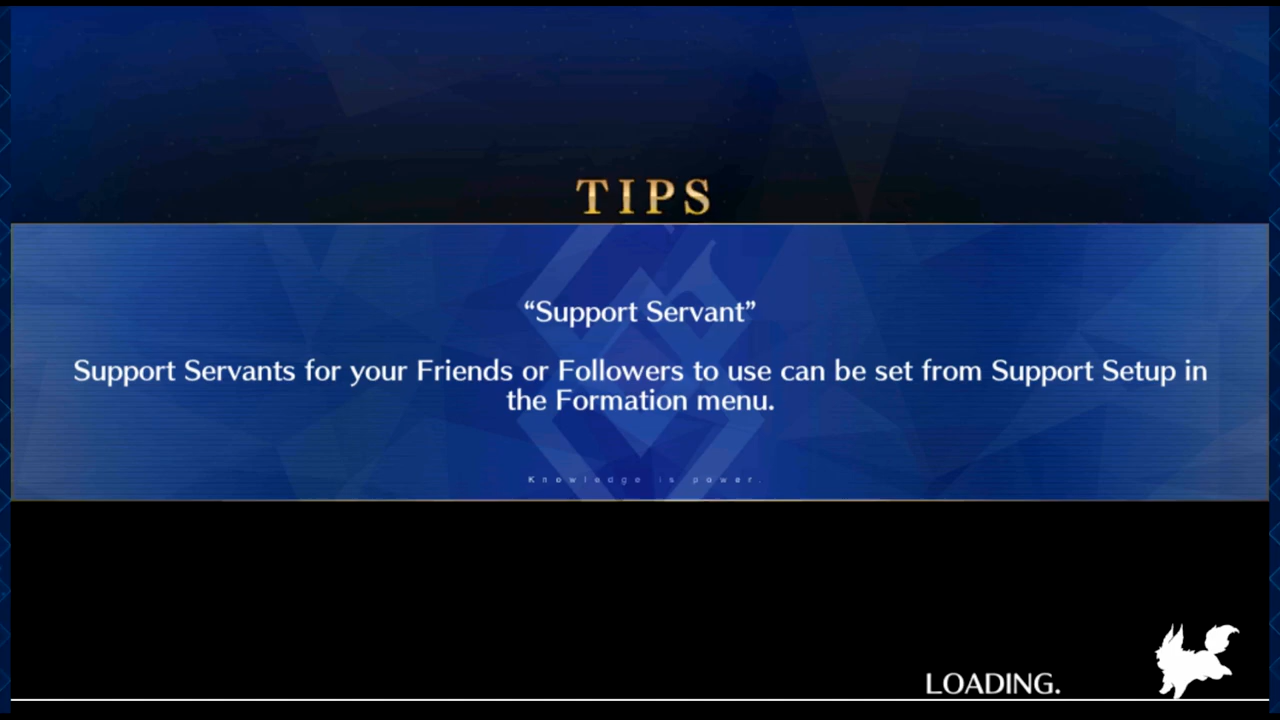 TIPS
“Support Servant”
Support Servants for your Friends or Followers to use can be set from Support Setup in
the Formation menu.
Knowledge is power.
LOADING.